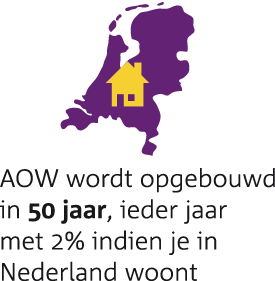 AOW wordt opgebouwd
in 50 jaar, ieder jaar
met 2% indien je in
Nederland woont